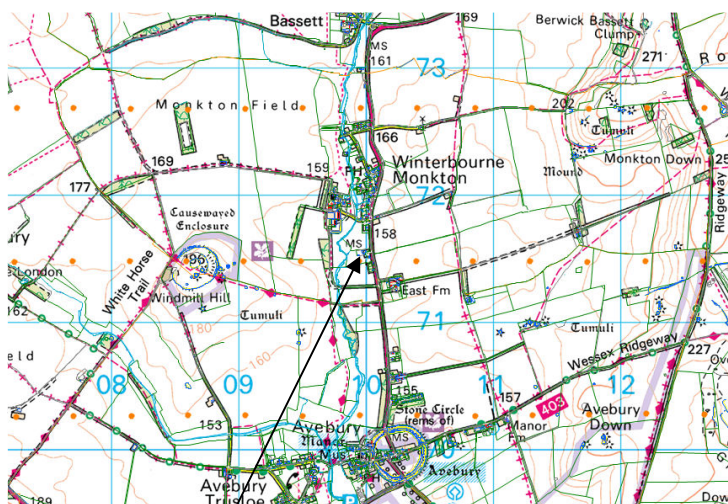 Bassett
MS
161
169
Berwick Bassett
Clump
271
73
Monkton Field
202
Tumuli
166
PH
Winterbourne
Monkton
Mound
Monkton Down
Ridgeway
169
159
177
72
Causewayed
Enclosure
158
MS
195
Windmill Hill
White Horse
Trail
162
East Fm
Tumuli
180
160
71
Tumuli
Wessex Ridgeway
227
08
09
10
11
12
155
157
403
Stone Circle
(rems of)
Manor
Fm
Avebury
Down
153
Avebury
Manor
Mus
MS
PH
Avebury
Avebury
Trusloe
189